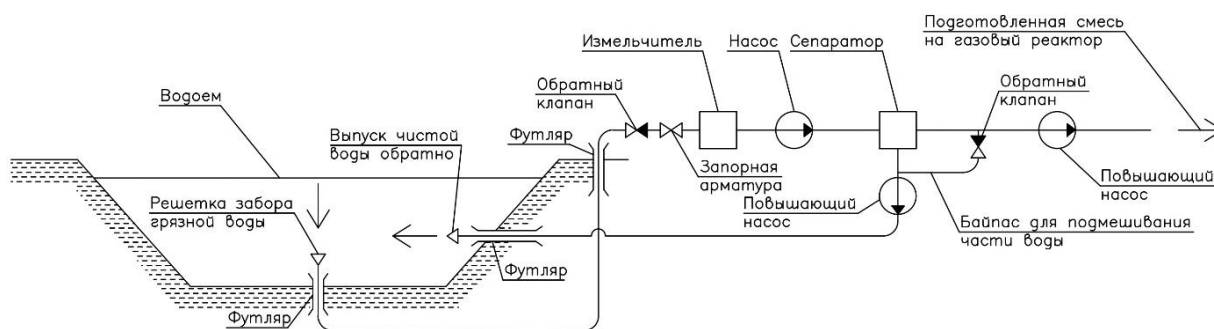 Подготовленная смесь
на газовый реактор
Измельчитель
Насос
Сепаратор
Обратный
клапан
Обратный
клапан
Водоем
Выпуск чистой
воды обратно
Футляр
Запорная
арматура
Повышающий
насос
Повышающий
насос
Решетка забора
грязной воды
Байпас для подмешивания
части воды
Футляр
Футляр